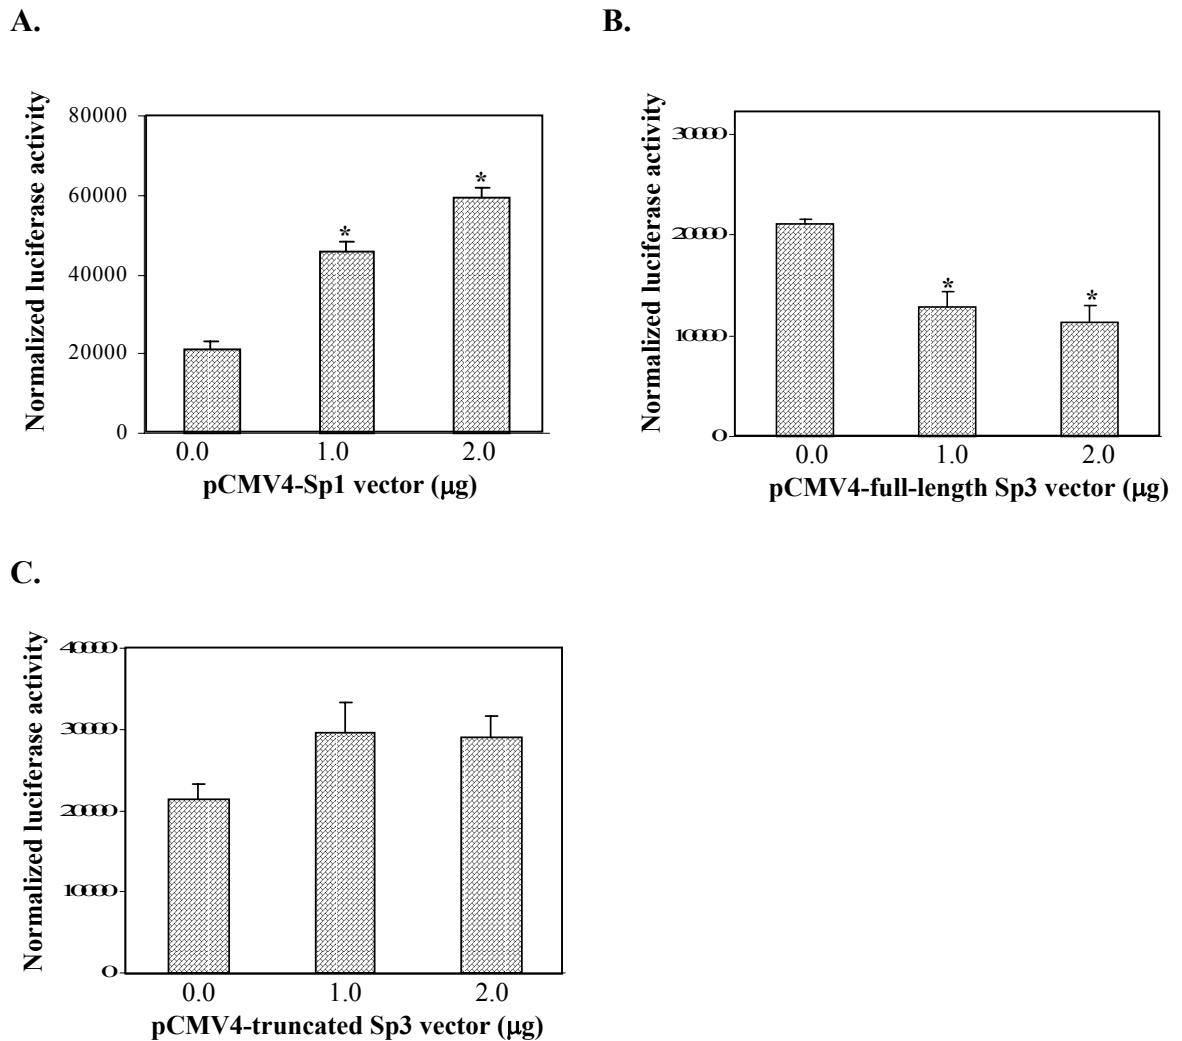 A.
Normalized luciferase activity
80000
60000
40000
20000
0
*
*
0.0 1.0 2.0
pCMV4-Sp1 vector (µg)
B.
Normalized luciferase activity
30000
20000
10000
0
*
*
0.0 1.0 2.0
pCMV4-full-length Sp3 vector (µg)
C.
Normalized luciferase activity
40000
30000
20000
10000
0
0.0 1.0 2.0
pCMV4-truncated Sp3 vector (µg)